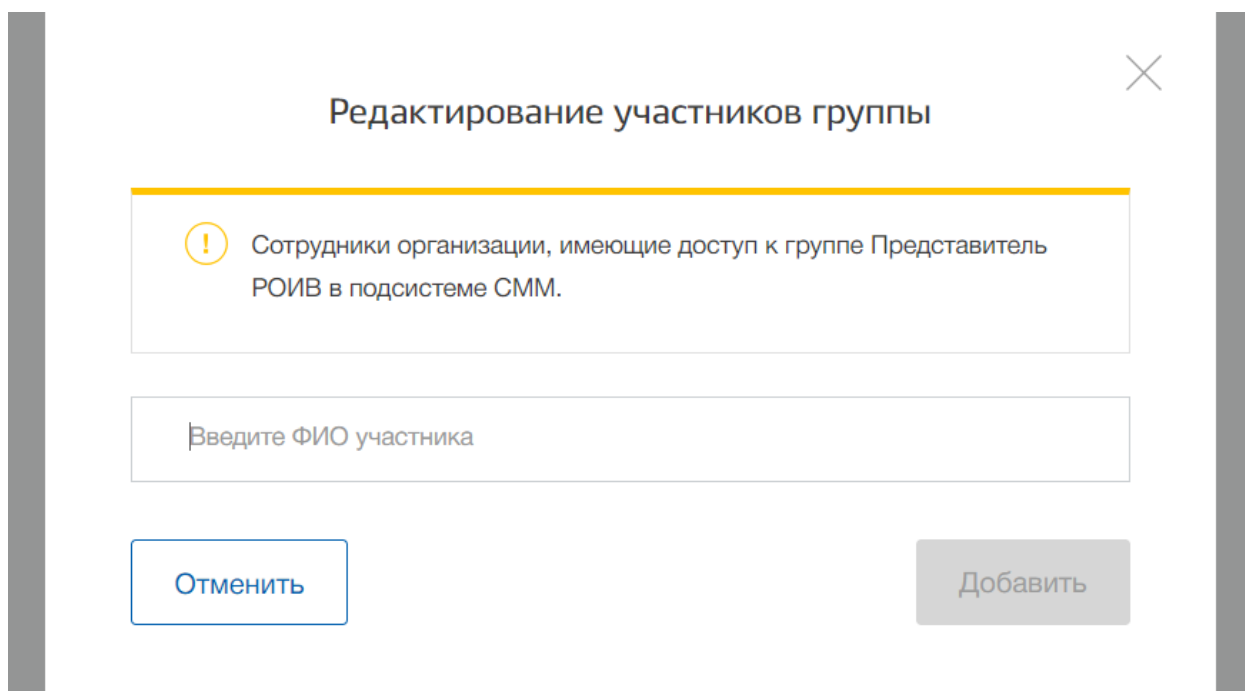 Редактирование участников группы
! Сотрудники организации, имеющие доступ к группе Представитель
РОИВ в подсистеме СММ.
Введите ФИО участника
Отменить
Добавить